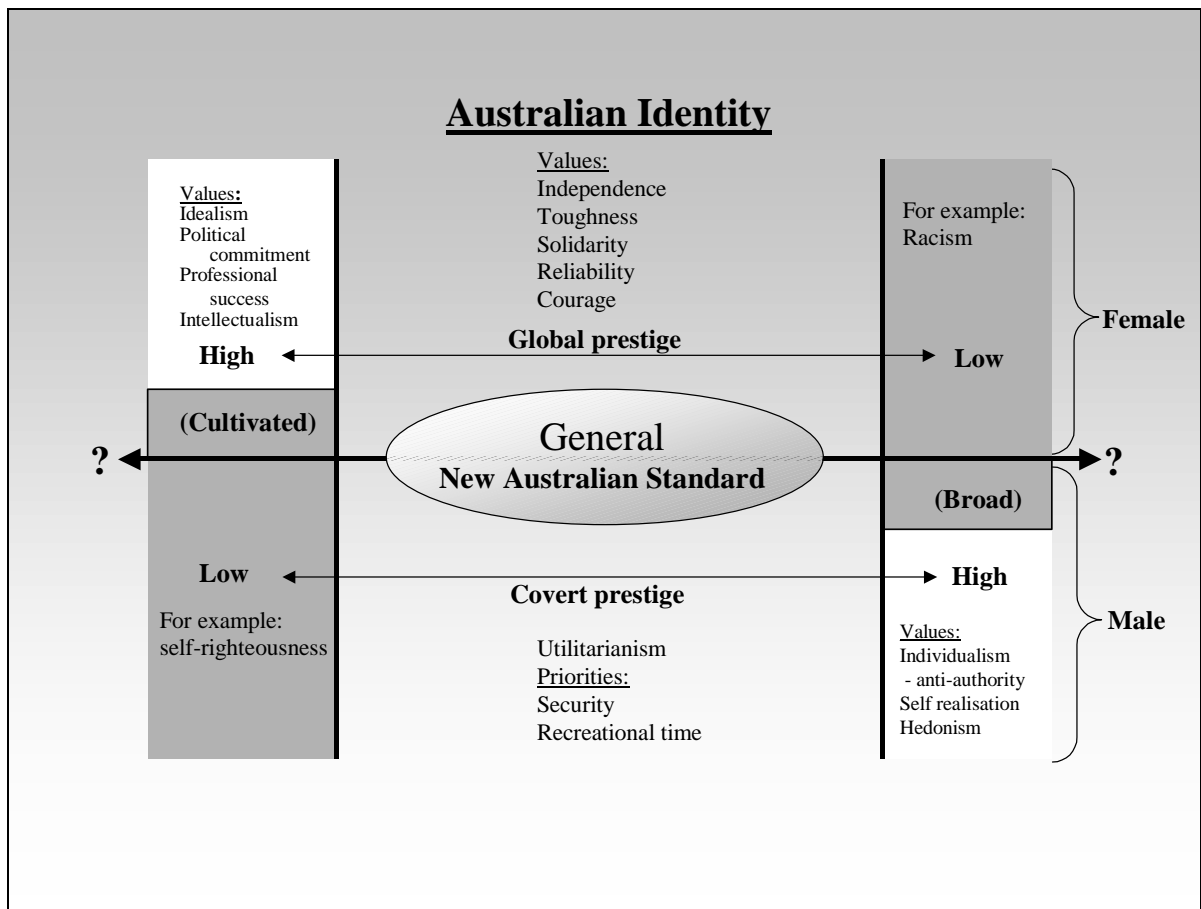 Australian Identity
Values:
Idealism
Political
commitment
Professional
success
Intellectualism
High
Values:
Independence
Toughness
Solidarity
Reliability
Courage
Global prestige
For example:
Racism
Low
Female
(Cultivated)
?
General
New Australian Standard
?
(Broad)
Low
For example:
self-righteousness
Covert prestige
Utilitarianism
Priorities:
Security
Recreational time
High
Values:
Individualism
- anti-authority
Self realisation
Hedonism
Male